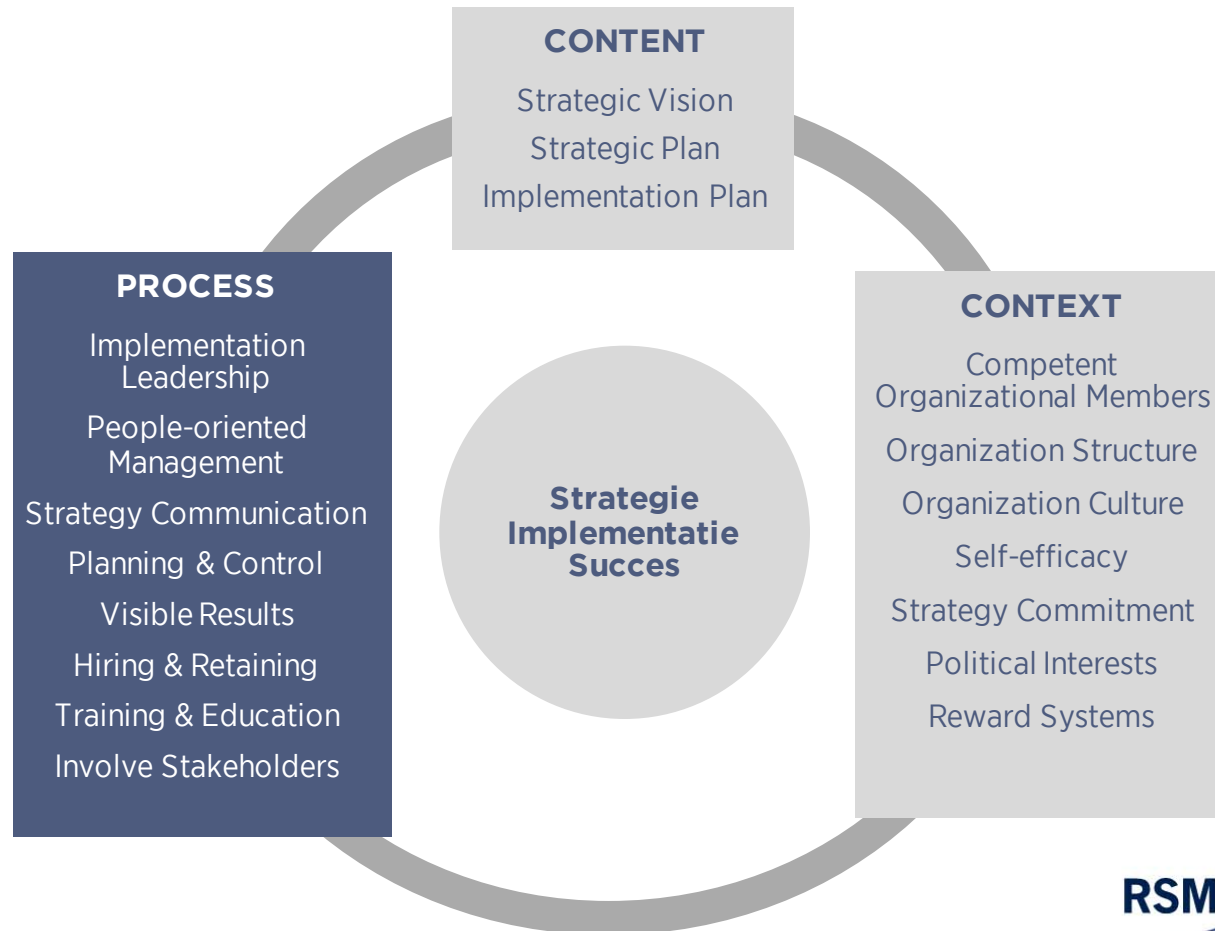 CONTENT
Strategic Vision
Strategic Plan
Implementation Plan
PROCESS
Implementation
Leadership
People-oriented
Management
Strategy Communication
Planning & Control
Visible Results
Hiring & Retaining
Training & Education
Involve Stakeholders
Strategie
Implementatie
Succes
CONTEXT
Competent
Organizational Members
Organization Structure
Organization Culture
Self-efficacy
Strategy Commitment
Political Interests
Reward Systems
RSM